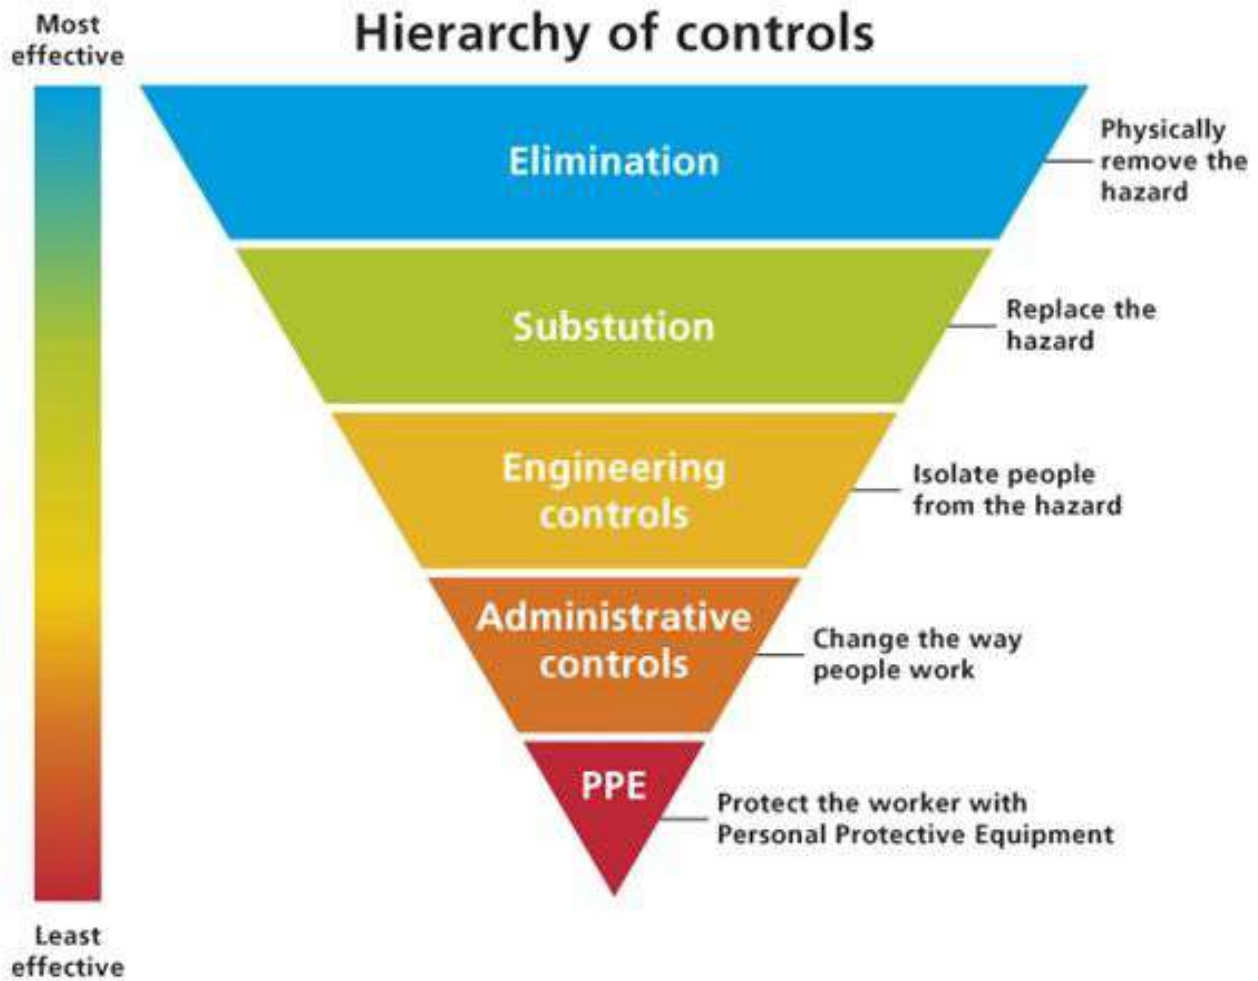 Most
effective
Hierarchy of controls
Elimination
Physically
remove the
hazard
Substution
Replace the
hazard
Engineering
controls
Isolate people
from the hazard
Administrative
controls
Change the way
people work
PPE
Protect the worker with
Personal Protective Equipment
Least
effective